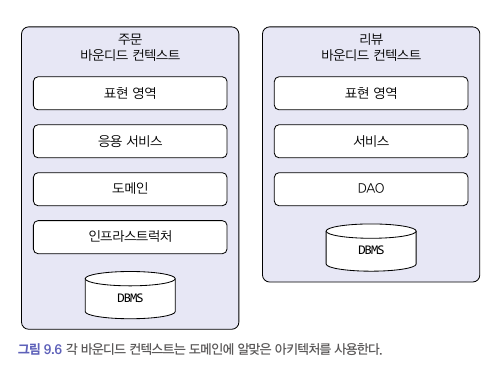 주문
바운디드 컨텍스트
표현 영역
응용 서비스
도메인
인프라스트럭처
DBMS
리뷰
바운디드 컨텍스트
표현 영역
서비스
DAO
DBMS
그림 9.6 각 바운디드 컨텍스트는 도메인에 알맞은 아키텍처를 사용한다.